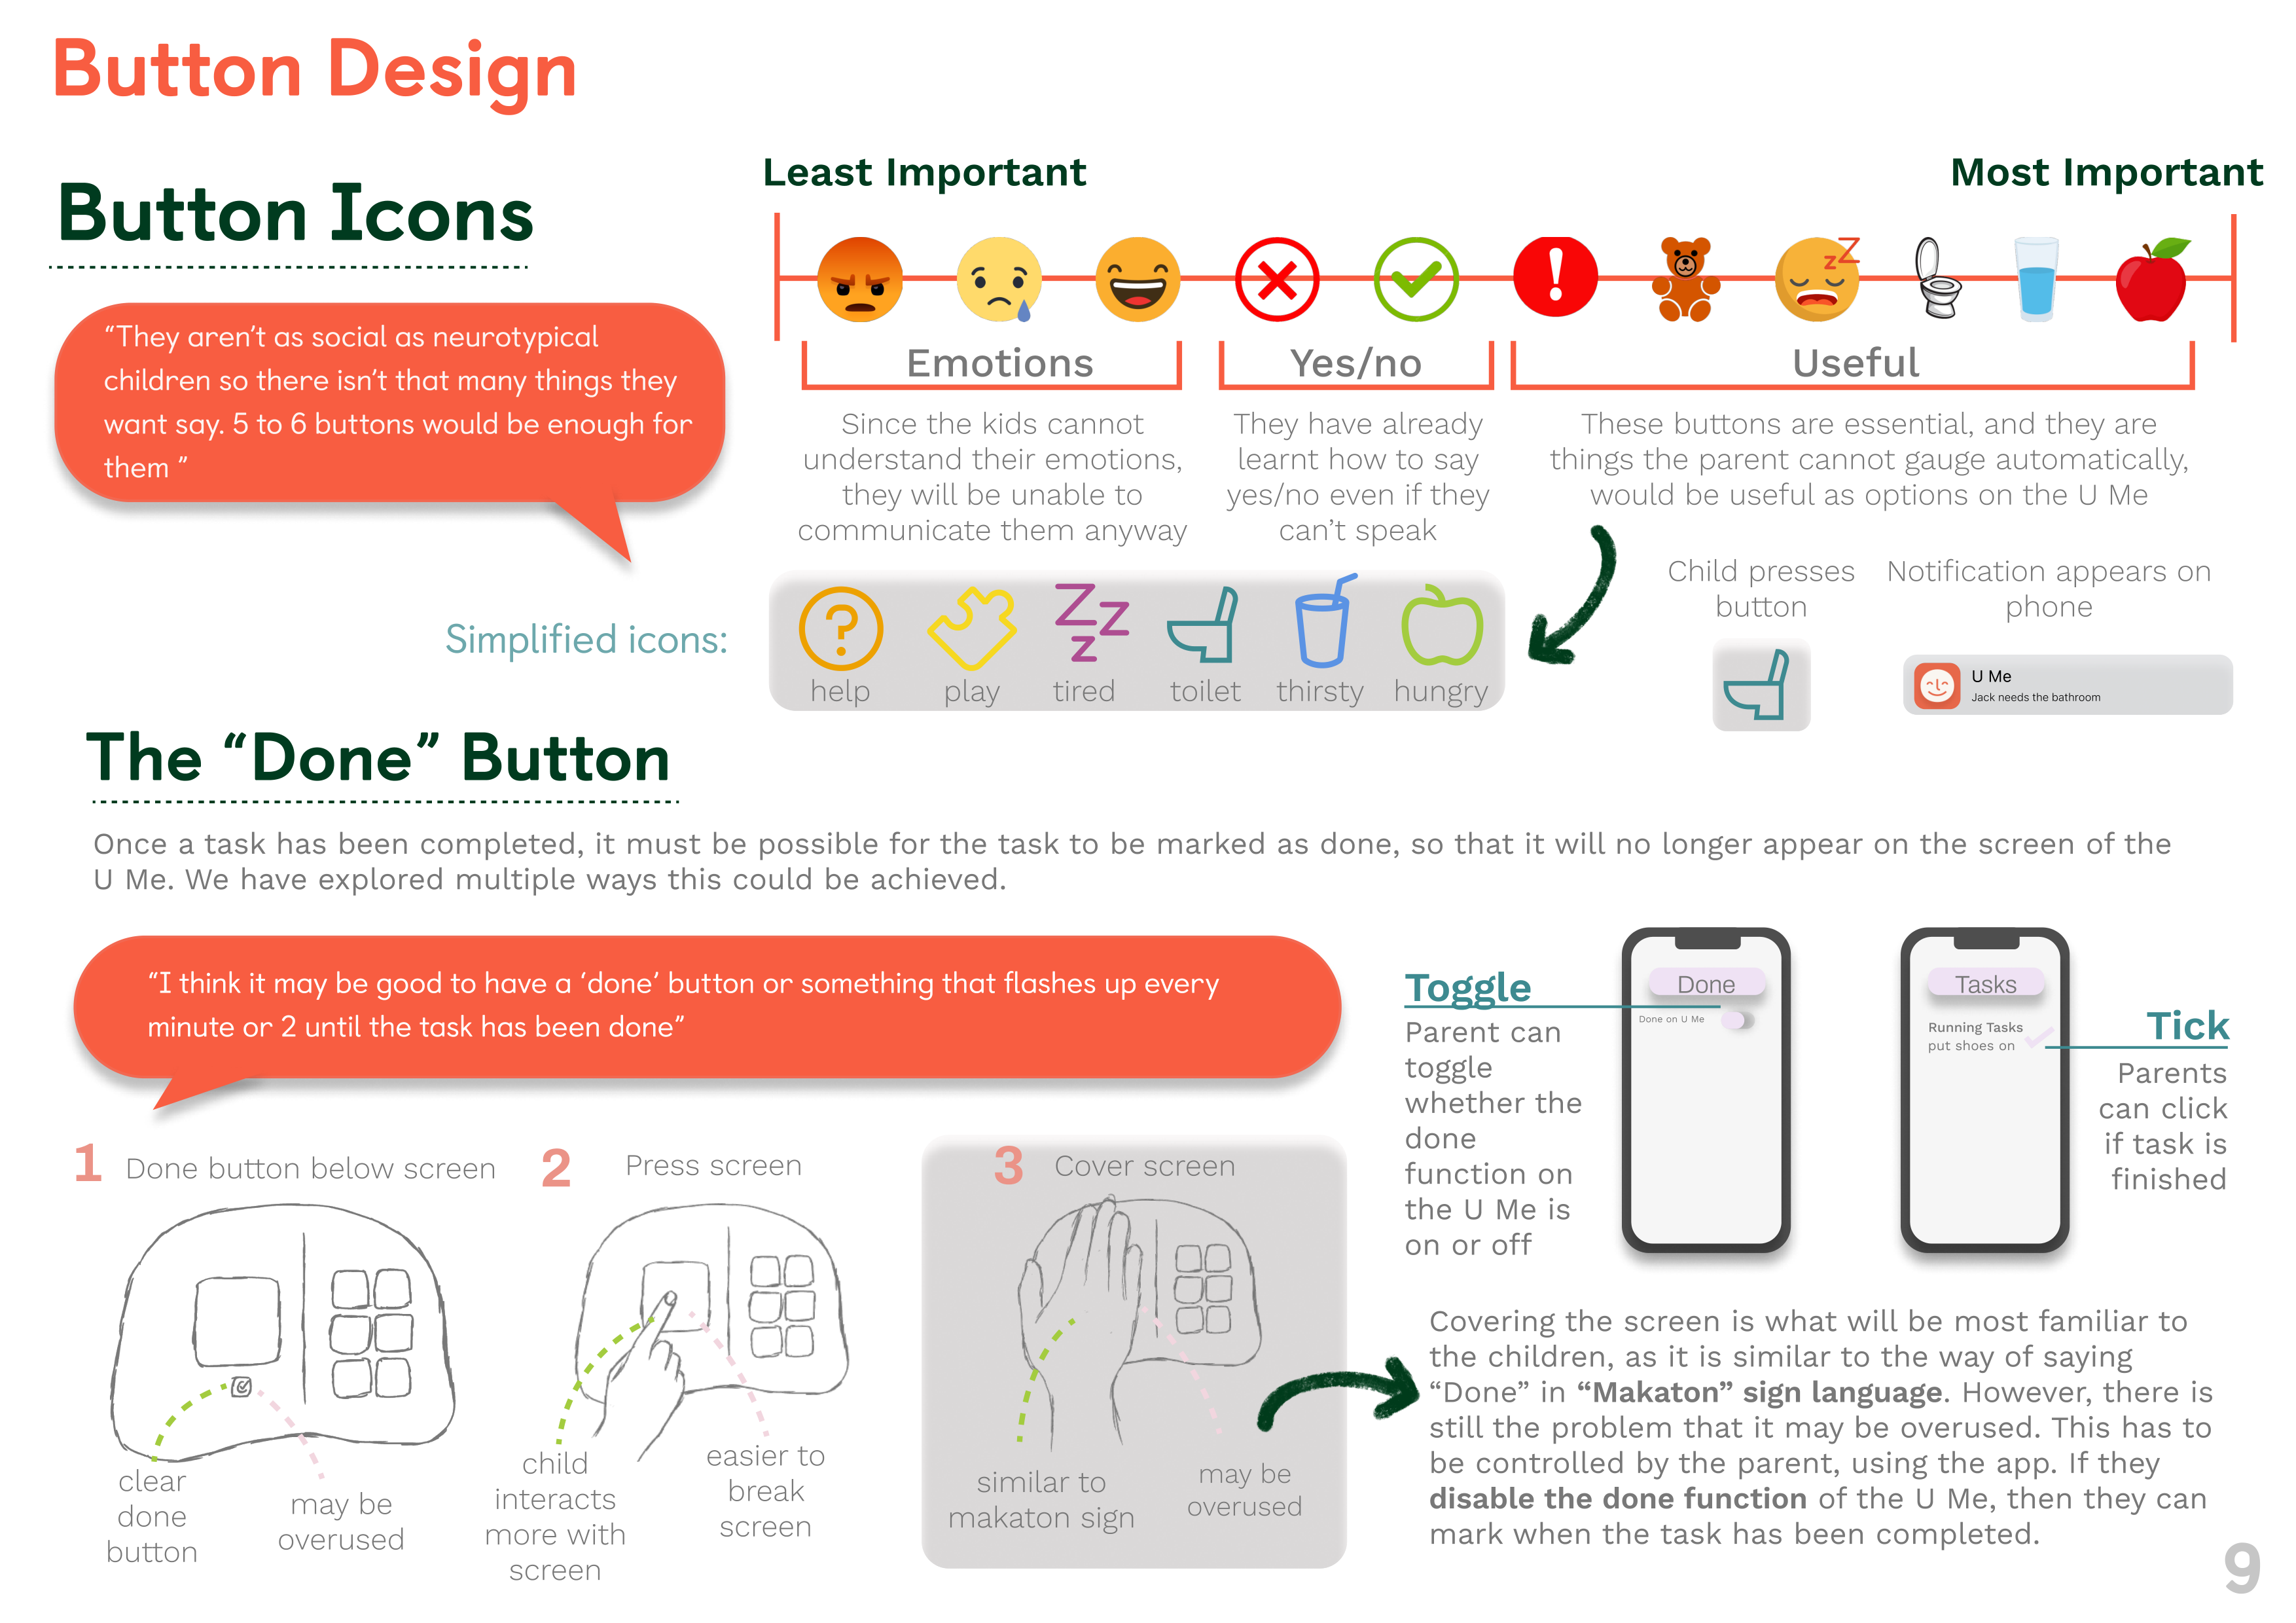 Button Design
Button Icons
“They aren’t as social as neurotypical
children so there isn’t that many things they
want say. 5 to 6 buttons would be enough for
them ”
Least Important
Most Important
Emotions
Since the kids cannot
understand their emotions,
they will be unable to
communicate them anyway
Yes/no
They have already
learnt how to say
yes/no even if they
can’t speak
Useful
These buttons are essential, and they are
things the parent cannot gauge automatically,
would be useful as options on the U Me
Simplified icons:
help
play
tired
toilet
thirsty
hungry
Child presses
button
Notification appears on
phone
U Me
Jack needs the bathroom
The “Done” Button
Once a task has been completed, it must be possible for the task to be marked as done, so that it will no longer appear on the screen of the
U Me. We have explored multiple ways this could be achieved.
“I think it may be good to have a ‘done’ button or something that flashes up every
minute or 2 until the task has been done”
1 Done button below screen
clear
done
button
may be
overused
2 Press screen
child
interacts
more with
screen
easier to
break
screen
3 Cover screen
similar to
makaton sign
may be
overused
Toggle
Parent can
toggle
whether the
done
function on
the U Me is
on or off
Done
Done on U Me
Tasks
Running Tasks
put shoes on
Tick
Parents
can click
if task is
finished
Covering the screen is what will be most familiar to
the children, as it is similar to the way of saying
“Done” in “Makaton” sign language. However, there is
still the problem that it may be overused. This has to
be controlled by the parent, using the app. If they
disable the done function of the U Me, then they can
mark when the task has been completed.
9